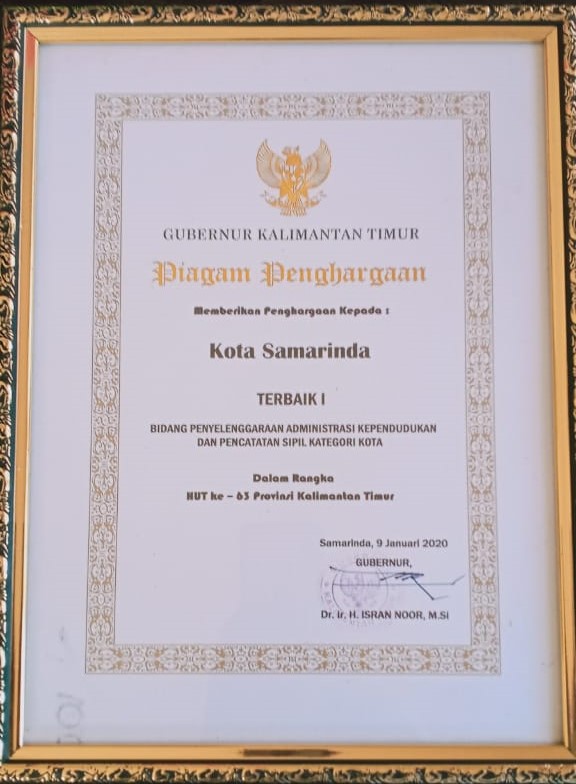 GUBERNUR KALIMANTAN TIMUR
Piagam Penghargaan
Memberikan Penghargaan Kepada :
Kota Samarinda
TERBAIK I
BIDANG PENYELENGGARAAN ADMINISTRASI KEPENDUDUKAN
DAN PENCATATAN SIPIL KATEGORI KOTA
Dalam Rangka
HUT ke – 63 Provinsi Kalimantan Timur
Samarinda, 9 Januari 2020
GUBERNUR,
Dr. Ir. H. ISRAN NOOR, M.Si